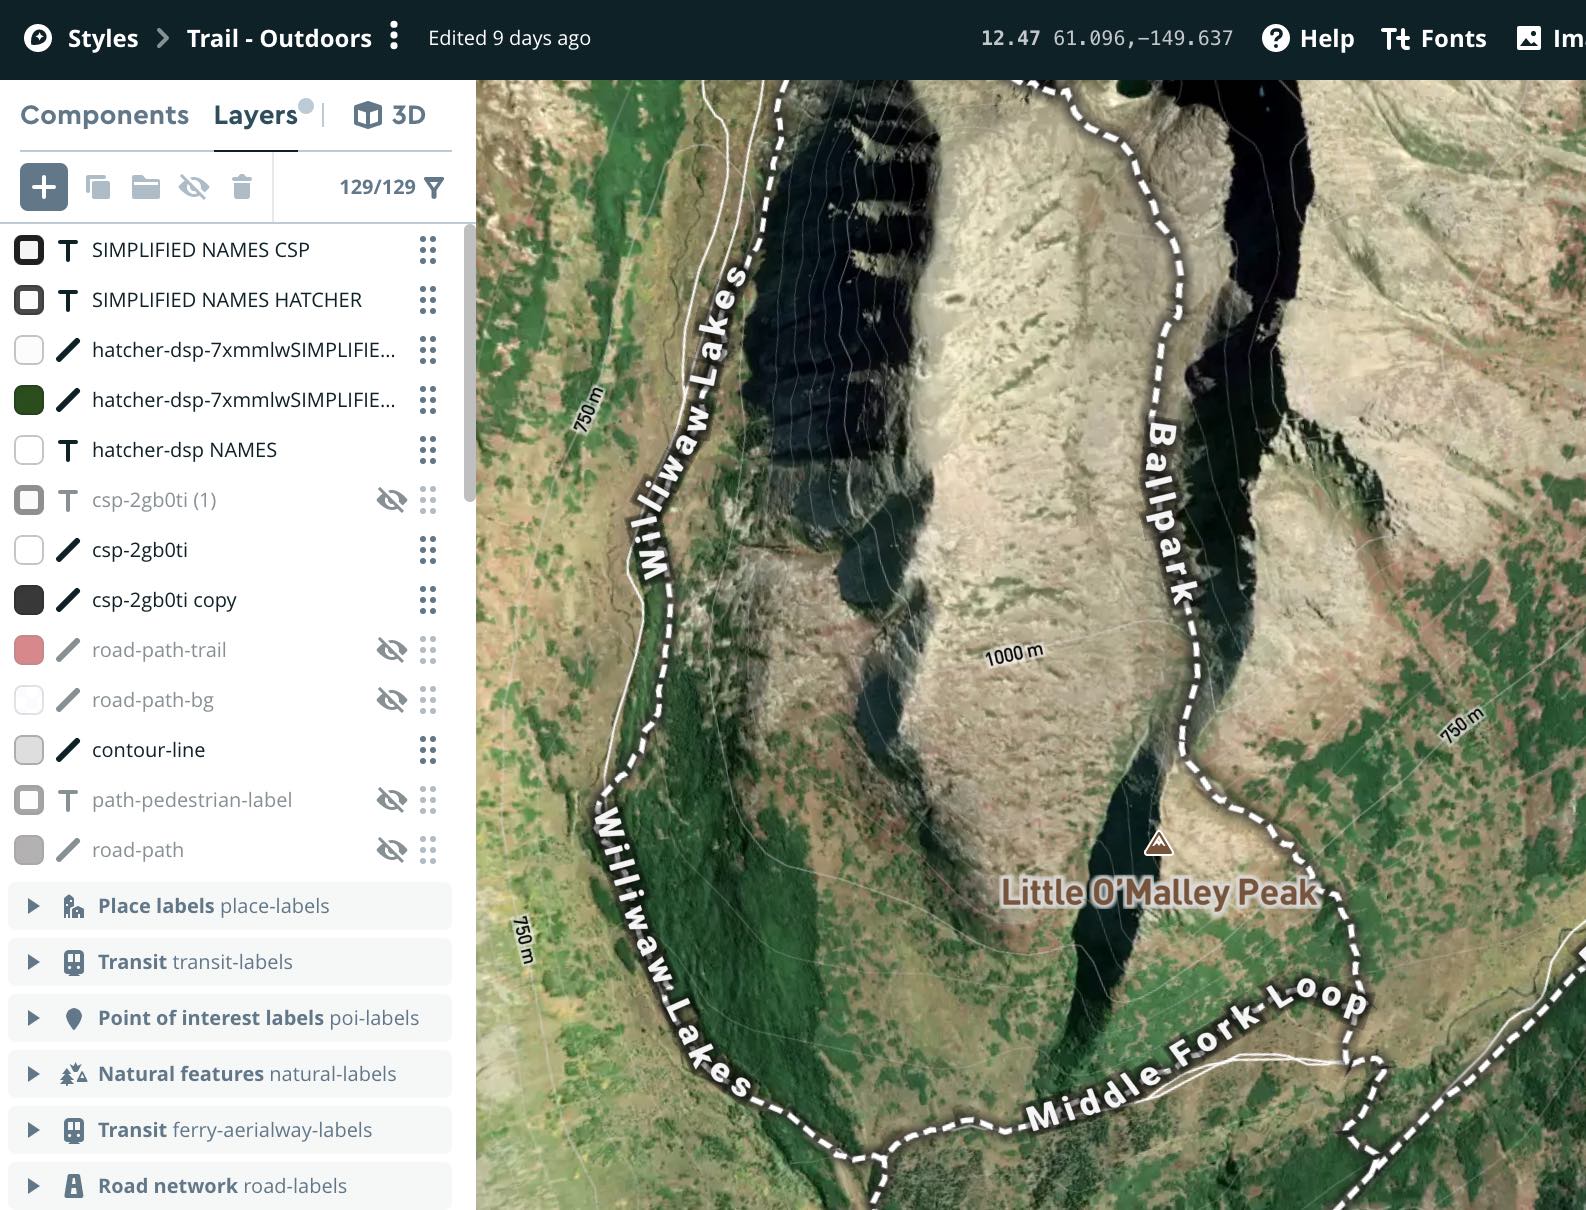 Styles Trail - Outdoors Edited 9 days ago 12.47 61.096,-149.637 Help Fonts Im
Components Layers 3D
129/129
SIMPLIFIED NAMES CSP
SIMPLIFIED NAMES HATCHER
hatcher-dsp-7xmmlwSIMPLIFIE...
hatcher-dsp-7xmmlwSIMPLIFIE...
hatcher-dsp NAMES
csp-2gb0ti (1)
csp-2gb0ti
csp-2gb0ti copy
road-path-trail
road-path-bg
contour-line
path-pedestrian-label
road-path
Place labels place-labels
Transit transit-labels
Point of interest labels poi-labels
Natural features natural-labels
Transit ferry-aerialway-labels
Road network road-labels
Williwaw Lakes
750 m
Ballpark
1000 m
750 m
Williwaw Lakes
Little O'Malley Peak
750 m
Middle Fork Loop